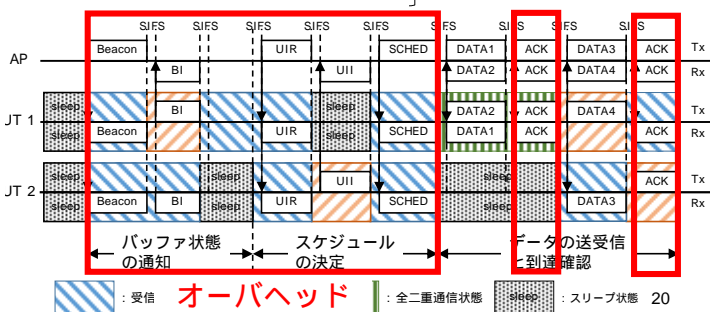 SIFS SIFS SIFS SIFS SIFS SIFS SIFS SIFS
Beacon UIR SCHED DATA1 ACK DATA3 ACK Tx
AP
BI UII DATA2 ACK DATA4 ACK Rx
sleep BI sleep DATA2 ACK DATA4 Tx
UT 1
sleep Beacon UIR sleep SCHED DATA1 ACK ACK Rx
sleep sleep UII sleep ACK Tx
UT 2
sleep Beacon BI sleep UIR SCHED sleep DATA3 Rx
バッファ状態 スケジュール データの送受信
の通知 の決定 と到達確認
: 受信 オーバヘッド : 全二重通信状態 sleep : スリープ状態 20